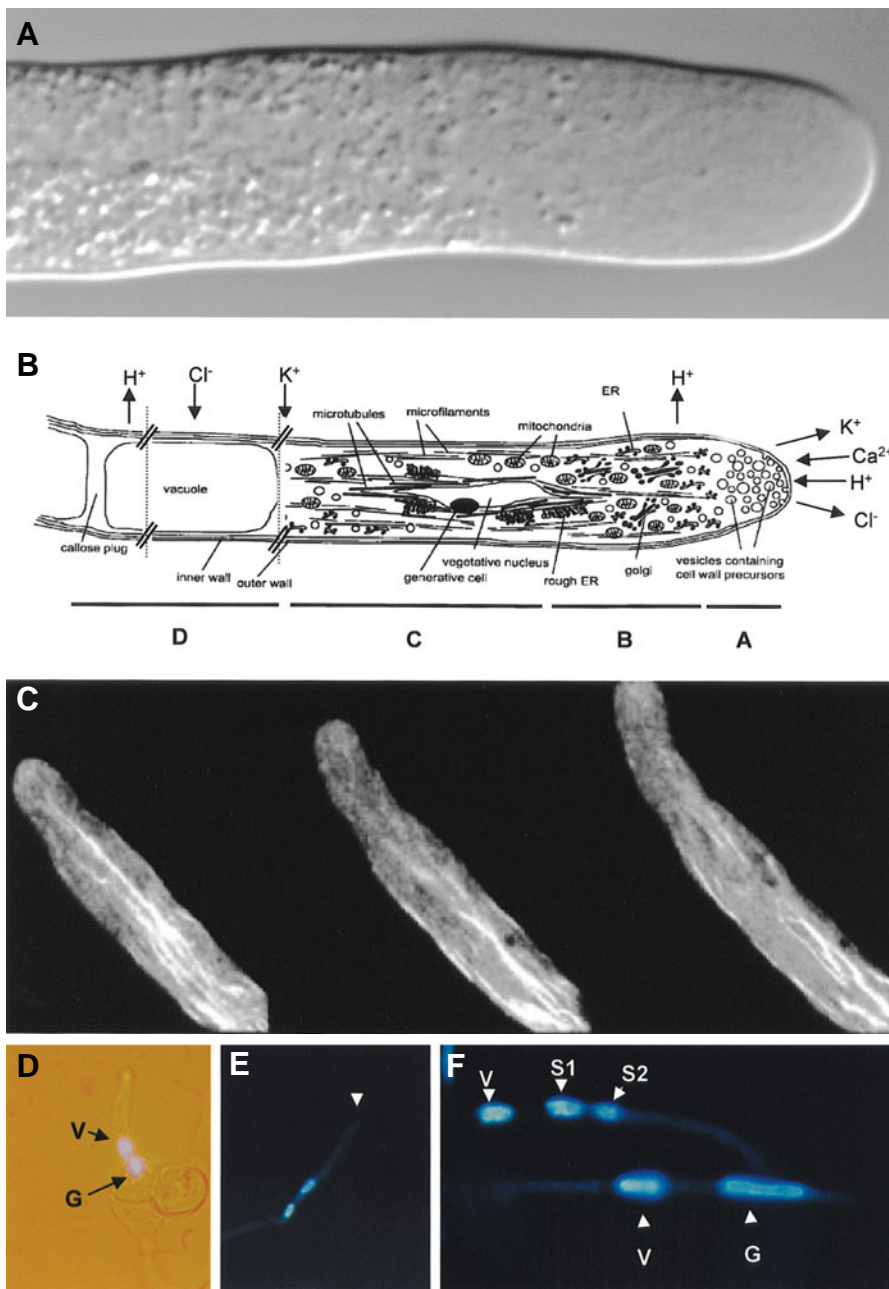 A
B
H⁺ Cl⁻ K⁺ ER H⁺
microtubules microfilaments mitochondria
K⁺
Ca²⁺
H⁺
Cl⁻
vacuole
callose plug
inner wall
outer wall
generative cell
vegetative nucleus
rough ER
golgi
vesicles containing
cell wall precursors
D C B A
C
D
V
G
E
F
V S1 S2
V G